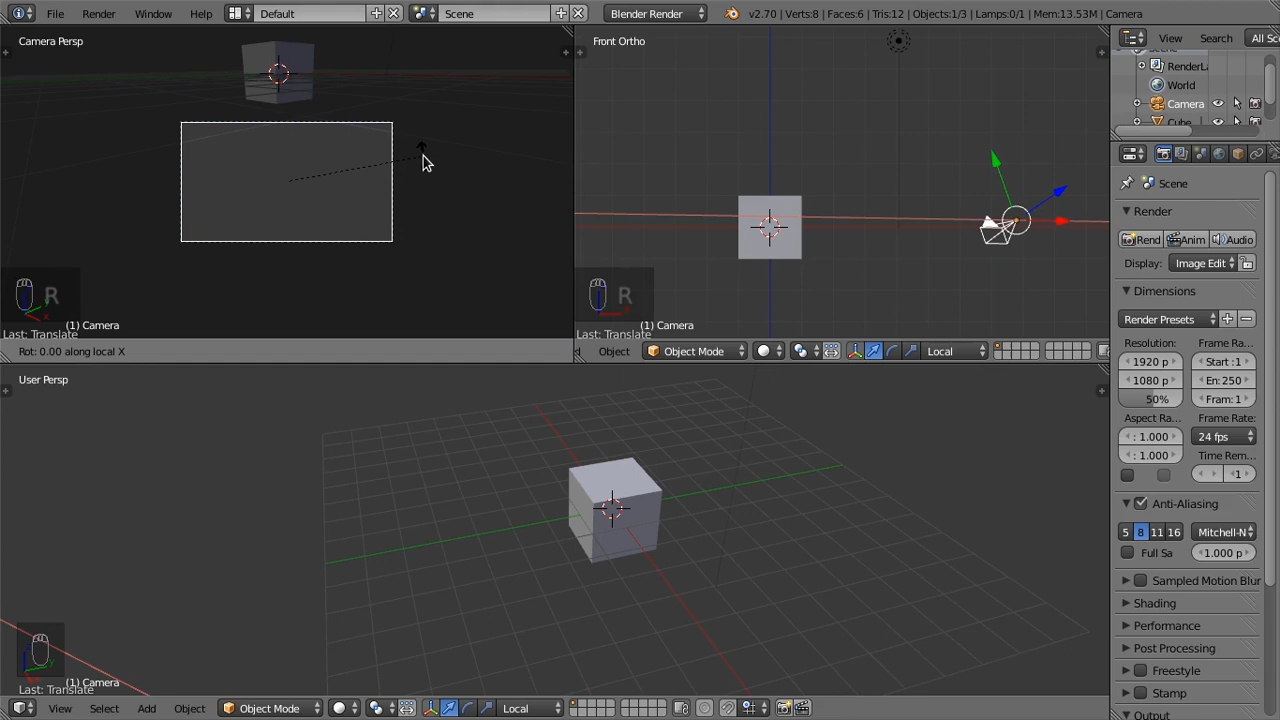 File Render Window Help Default Scene Blender Render v2.70 | Verts:8 | Faces:6 | Tris:12 | Objects:1/3 | Lamps:0/1 | Mem:13.53M | Camera
Camera Persp
R
(1) Camera
Last: Translate
Rot: 0.00 along local X
Front Ortho
R
(1) Camera
Last: Translate
Object Object Mode Local
User Persp
(1) Camera
Last: Translate
View Select Add Object Object Mode Local
View Search All Sc
RenderLa
World
Camera
Cube
Scene
Render
Rend Anim Audio
Display: Image Edit
Dimensions
Render Presets
Resolution: Frame Ra...
1920 p Start :1
1080 p En: 250
50% Fram: 1
Aspect Ra... Frame Rate:
: 1.000 24 fps
: 1.000 Time Rem...
1
Anti-Aliasing
5 8 11 16 Mitchell-N
Full Sa 1.000 p
Sampled Motion Blur
Shading
Performance
Post Processing
Freestyle
Stamp
Output